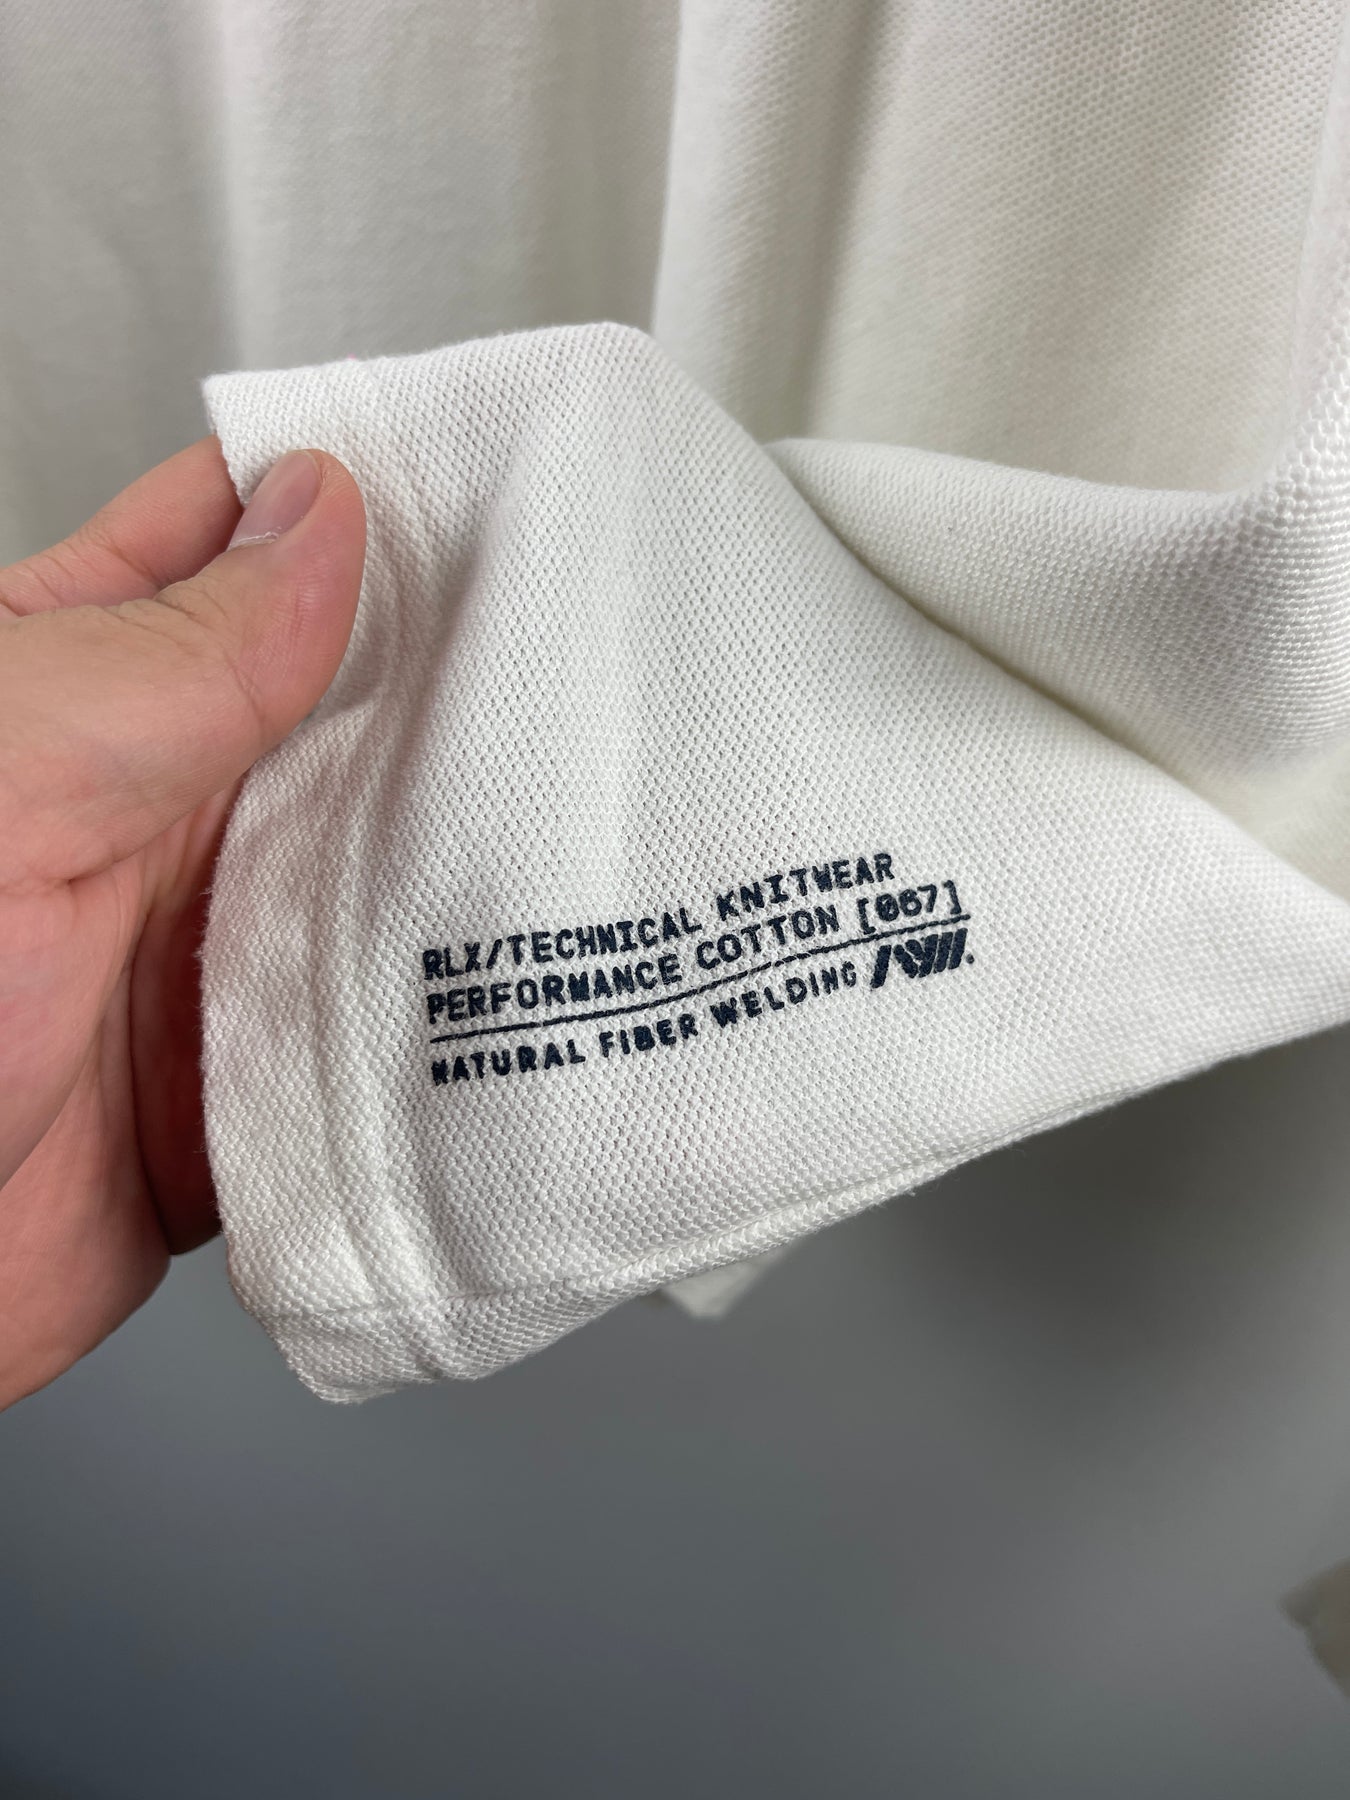 RLX/TECHNICAL KNITWEAR
PERFORMANCE COTTON [067]
NATURAL FIBER WELDING